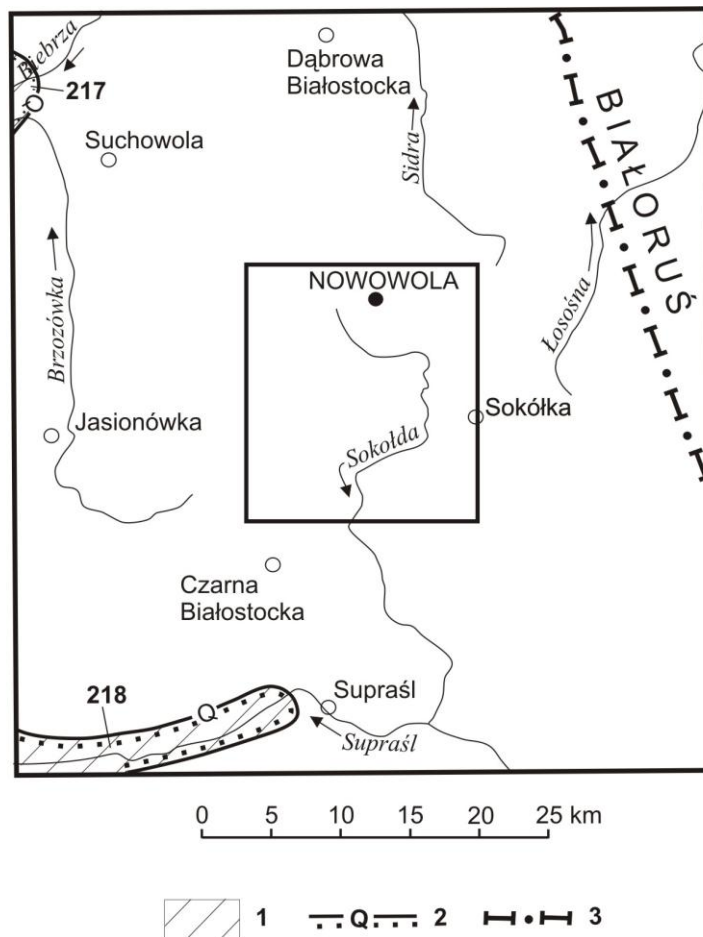 Biebrza
217
Q
Dąbrowa
Białostocka
Suchowola
Sidra
BIAŁORUŚ
NOWOWOLA
Brzozówka
Łosośna
Jasionówka
Sokółka
Sokołda
Czarna
Białostocka
218
Q
Supraśl
Supraśl
0 5 10 15 20 25 km
1 Q 2 3